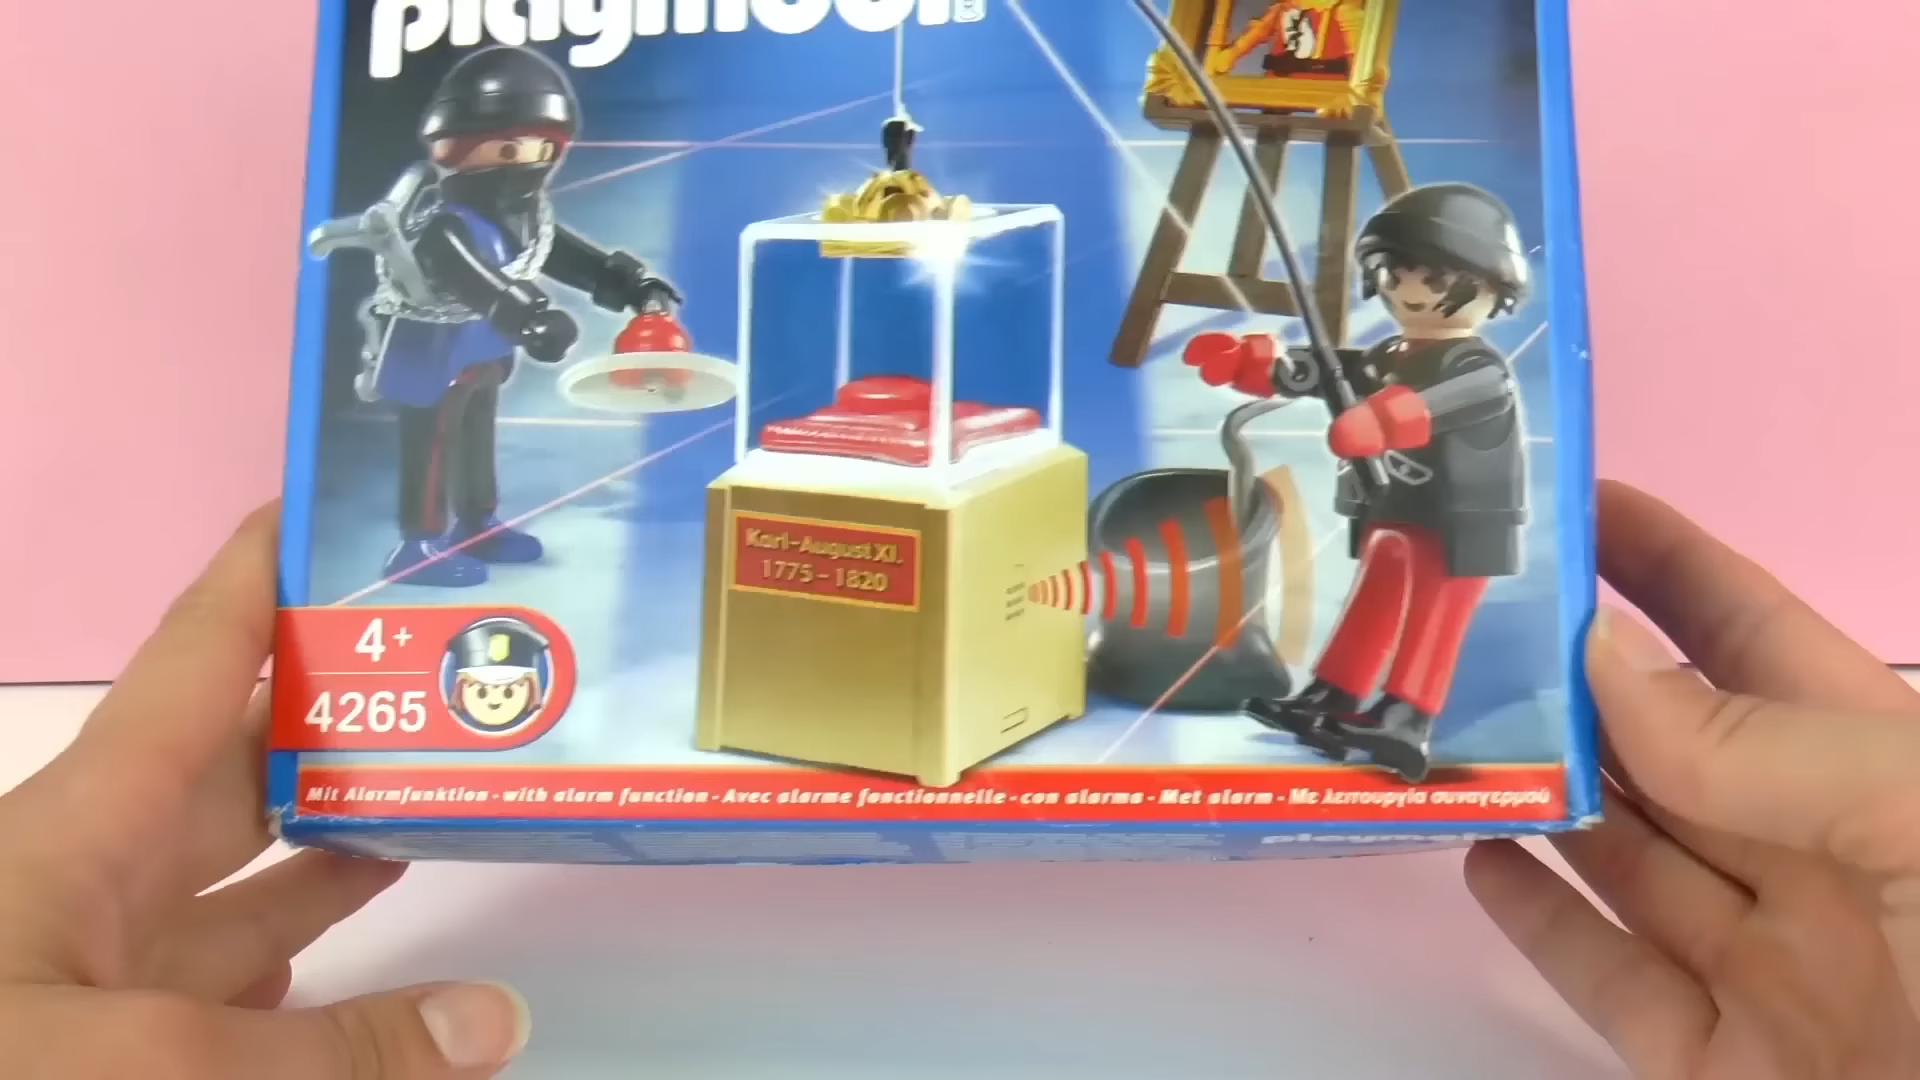 playmobil
Karl-August XI.
1775 - 1820
4+
4265
Mit Alarmfunktion - with alarm function - Avec alarme fonctionnelle - con alarma - Met alarm - Με λειτουργία συναγερμού
playmobil